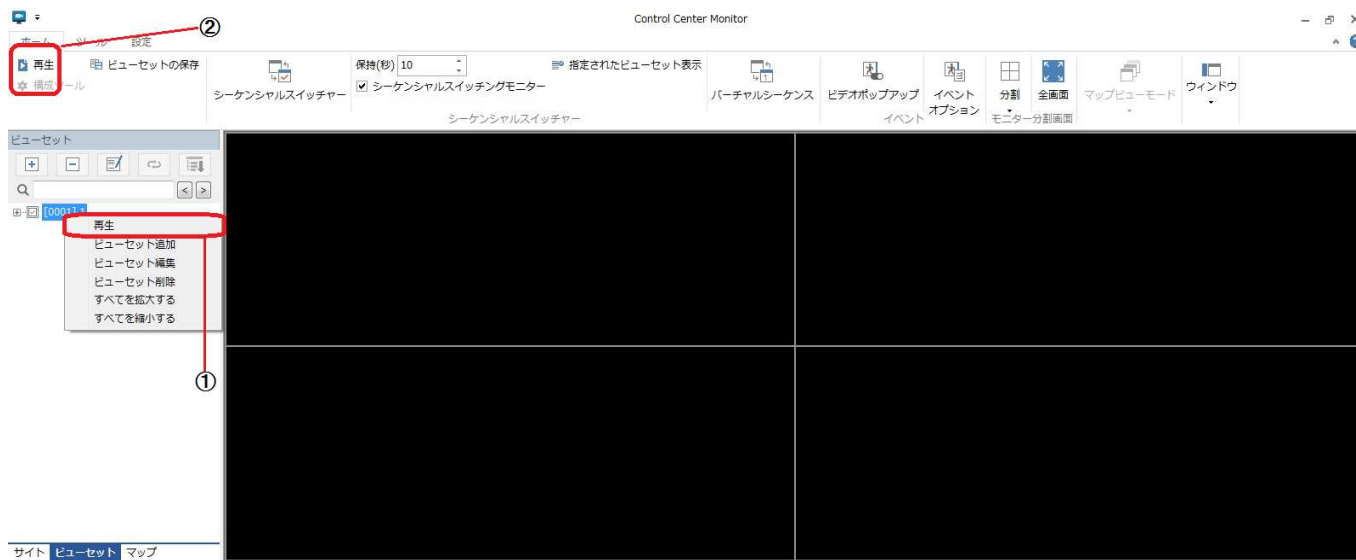 Control Center Monitor
②
ホーム ツール 設定
再生 ビューセットの保存
構成ツール
シーケンシャルスイッチャー
保持(秒) 10
シーケンシャルスイッチングモニター
指定されたビューセット表示
シーケンシャルスイッチャー
バーチャルシーケンス
ビデオポップアップ
イベント
オプション
イベント
分割
全画面
モニター分割画面
マップビューモード
ウィンドウ
ビューセット
< >
[0001] 1
再生
ビューセット追加
ビューセット編集
ビューセット削除
すべてを拡大する
すべてを縮小する
①
サイト ビューセット マップ